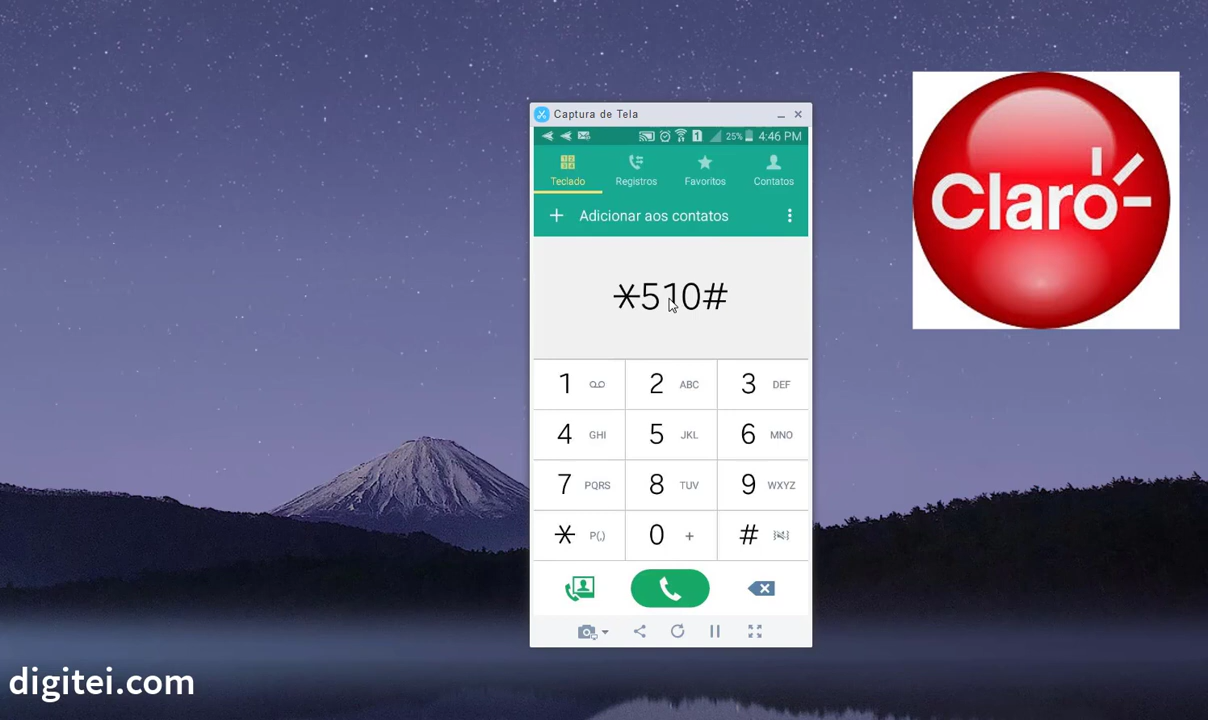 Captura de Tela
1 25% 4:46 PM
Teclado Registros Favoritos Contatos
+ Adicionar aos contatos
*510#
1 2 ABC 3 DEF
4 GHI 5 JKL 6 MNO
7 PQRS 8 TUV 9 WXYZ
* P(,) 0 + #
Claro
digitei.com